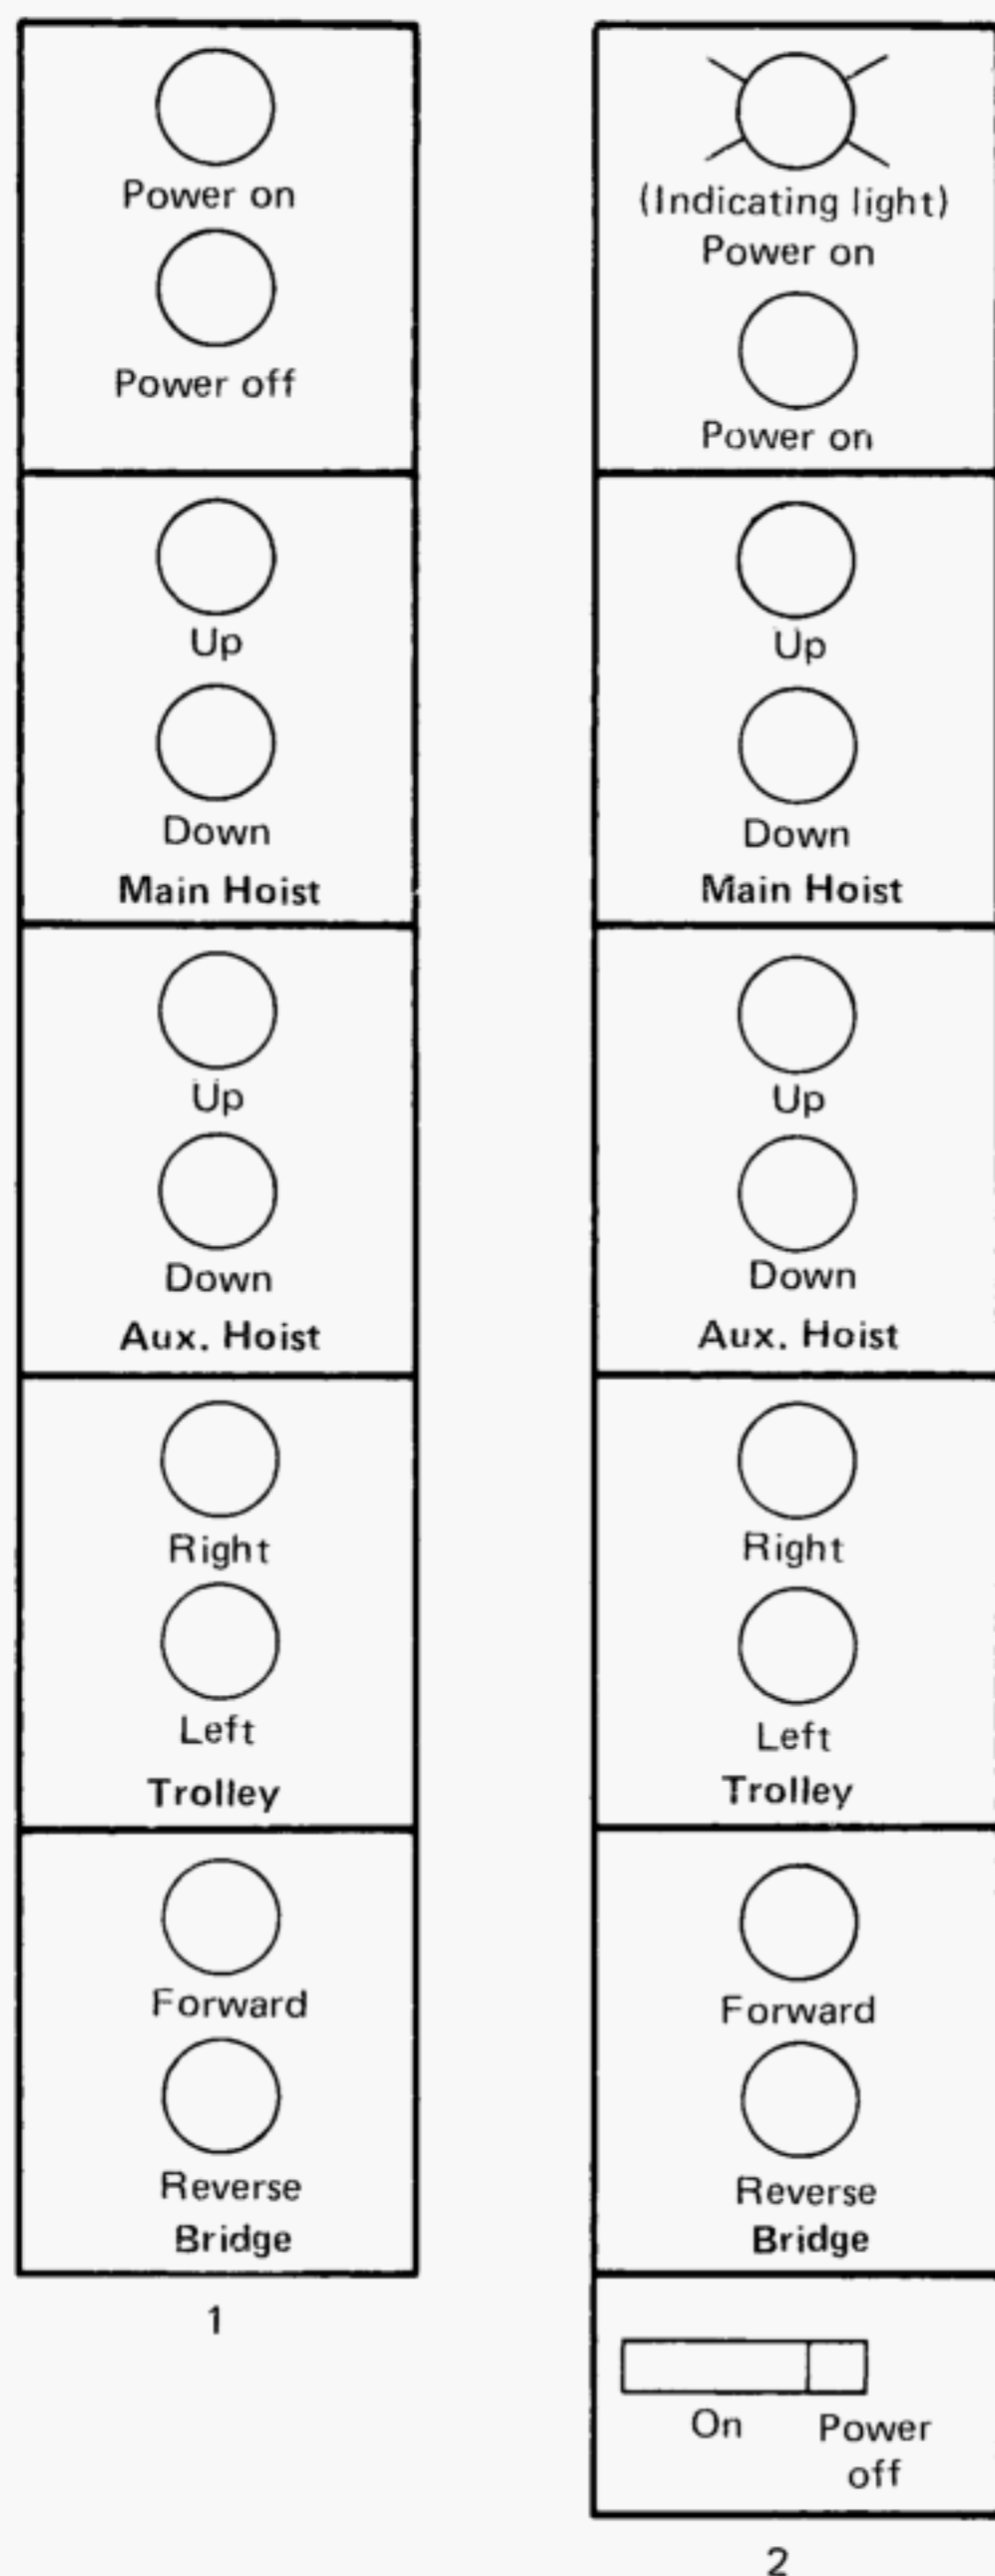 Power on
Power off
Up
Down
Main Hoist
Up
Down
Aux. Hoist
Right
Left
Trolley
Forward
Reverse
Bridge
1
(Indicating light)
Power on
Power on
Up
Down
Main Hoist
Up
Down
Aux. Hoist
Right
Left
Trolley
Forward
Reverse
Bridge
On Power
off
2